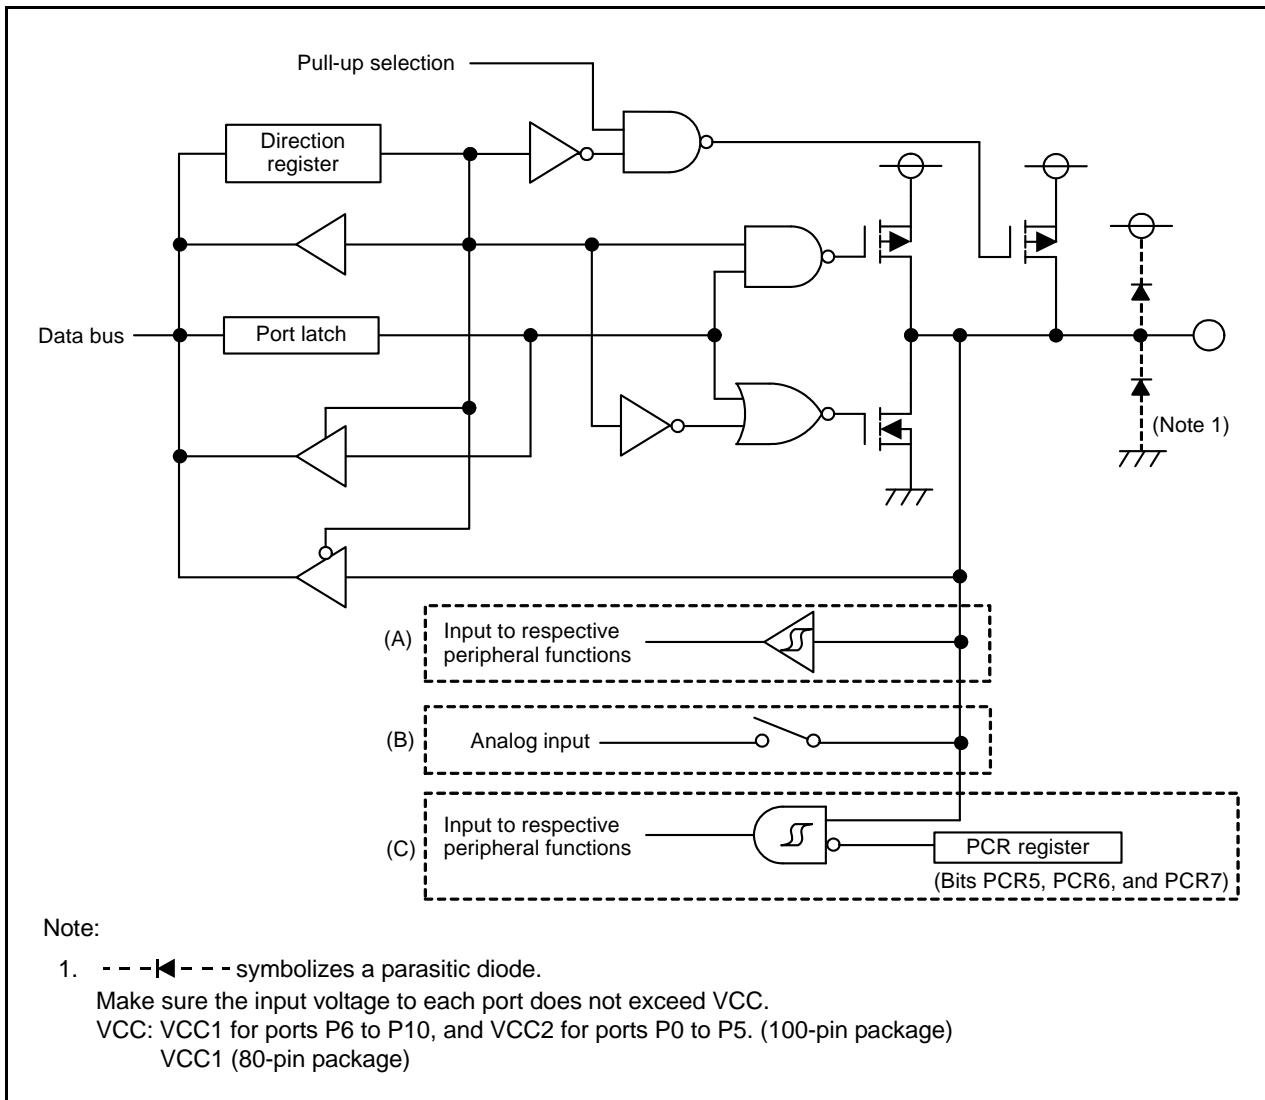 Pull-up selection
Direction
register
Data bus
Port latch
(Note 1)
(A)
Input to respective
peripheral functions
(B)
Analog input
(C)
Input to respective
peripheral functions
PCR register
(Bits PCR5, PCR6, and PCR7)
Note:
1. symbolizes a parasitic diode.
Make sure the input voltage to each port does not exceed VCC.
VCC: VCC1 for ports P6 to P10, and VCC2 for ports P0 to P5. (100-pin package)
VCC1 (80-pin package)